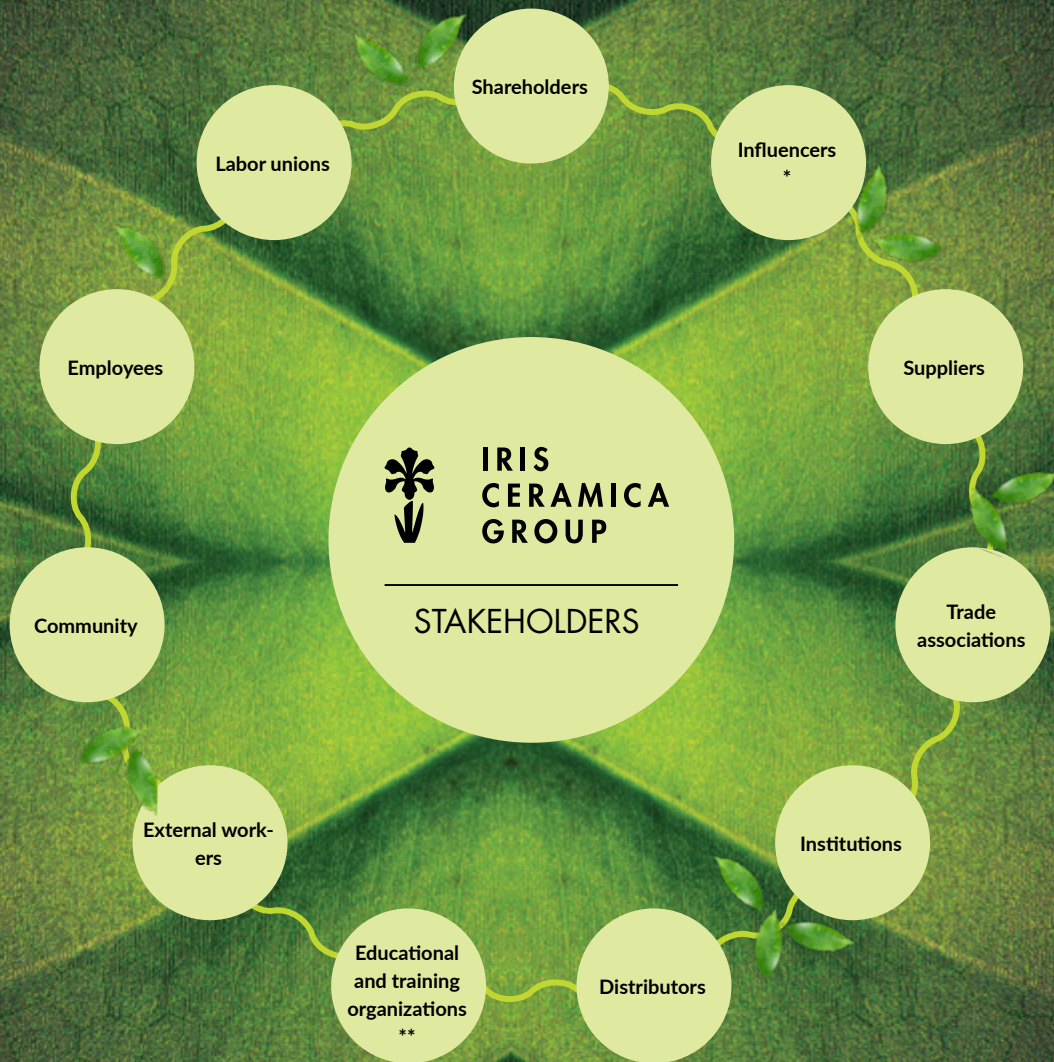 Shareholders
Influencers
*
Labor unions
Employees
Suppliers
IRIS
CERAMICA
GROUP
STAKEHOLDERS
Community
Trade
associations
External work-
ers
Institutions
Educational
and training
organizations
**
Distributors